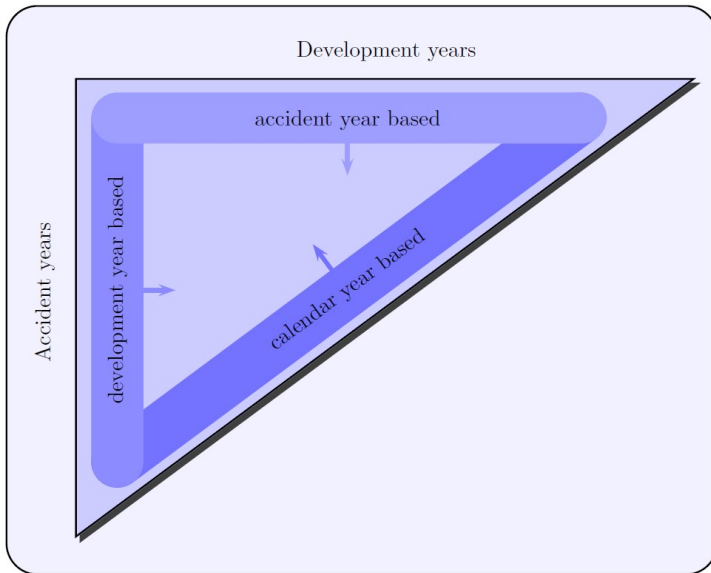 Development years
accident year based
Accident years
development year based
calendar year based